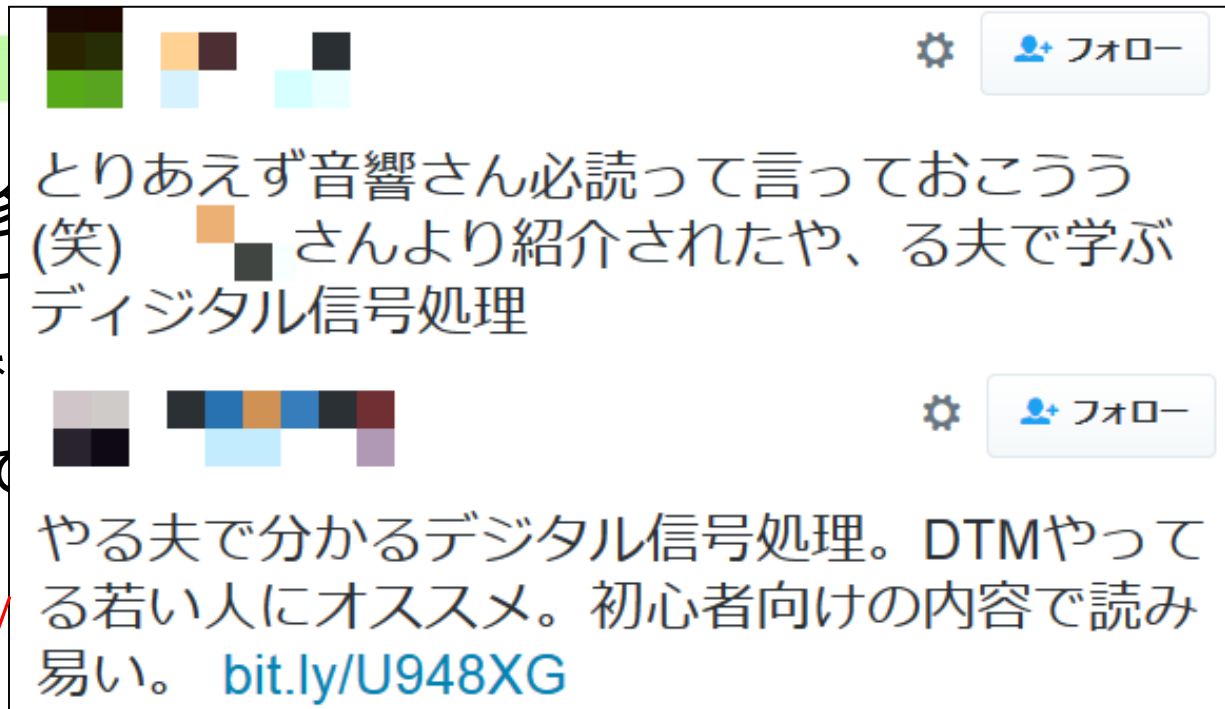 フォロー
とりあえず音響さん必読って言っておこうう
(笑) さんより紹介されたや、る夫で学ぶ
ディジタル信号処理
フォロー
やる夫で分かるデジタル信号処理。DTMやって
る若い人にオススメ。初心者向けの内容で読み
易い。 bit.ly/U948XG